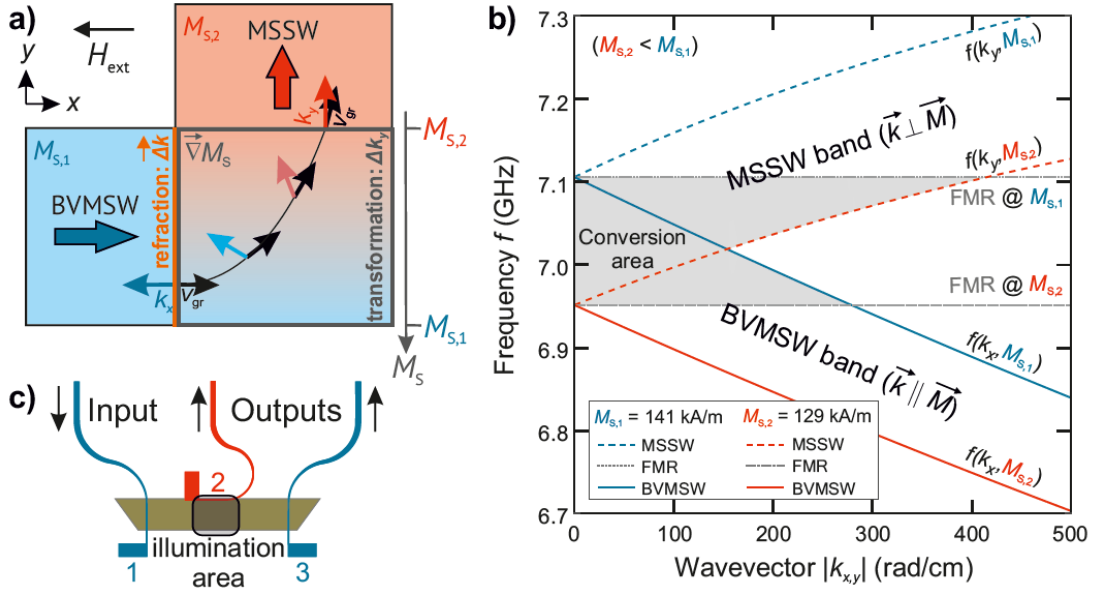 a)
H_ext
y
x
M_S,2
MSSW
k_y
v_gr
M_S,2
M_S,1
BVMSW
refraction: Δk
∇M_S
transformation: Δk_y
k_x
v_gr
M_S,1
M_S
b)
Frequency f (GHz)
7.3
7.2
7.1
7.0
6.9
6.8
6.7
(M_S,2 < M_S,1)
f(k_y, M_S,1)
MSSW band (k ⊥ M)
f(k_y, M_S,2)
FMR @ M_S,1
Conversion
area
FMR @ M_S,2
BVMSW band (k || M)
f(k_x, M_S,1)
f(k_x, M_S,2)
M_S,1 = 141 kA/m M_S,2 = 129 kA/m
MSSW MSSW
FMR FMR
BVMSW BVMSW
0 100 200 300 400 500
Wavevector |k_x,y| (rad/cm)
c)
Input Outputs
2
illumination
area
1 3